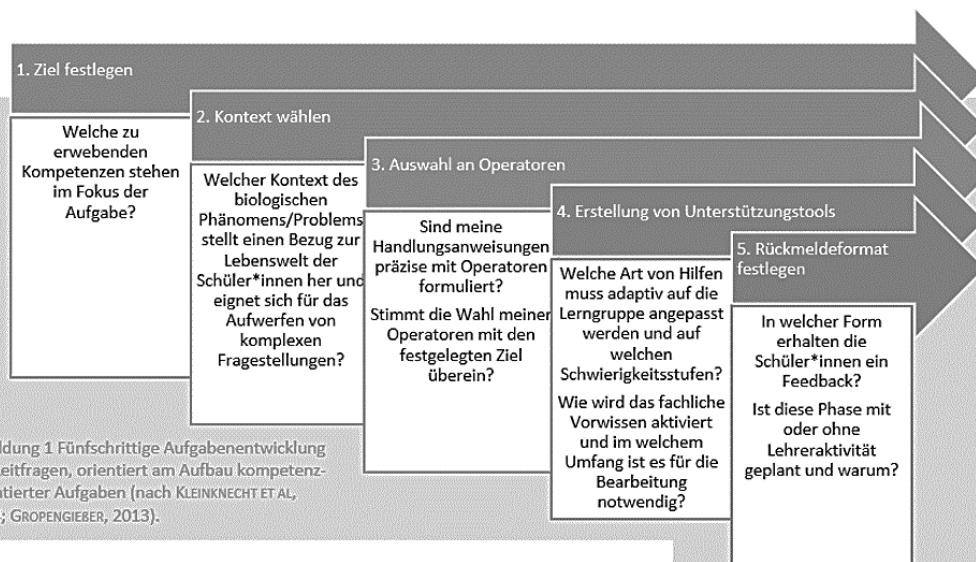 1. Ziel festlegen
Welche zu
erwebenden
Kompetenzen stehen
im Fokus der
Aufgabe?
2. Kontext wählen
Welcher Kontext des
biologischen
Phänomens/Problems
stellt einen Bezug zur
Lebenswelt der
Schüler*innen her und
eignet sich für das
Aufwerfen von
komplexen
Fragestellungen?
3. Auswahl an Operatoren
Sind meine
Handlungsanweisungen
präzise mit Operatoren
formuliert?
Stimmt die Wahl meiner
Operatoren mit den
festgelegten Ziel
überein?
4. Erstellung von Unterstützungstools
Welche Art von Hilfen
muss adaptiv auf die
Lerngruppe angepasst
werden und auf
welchen
Schwierigkeitsstufen?
Wie wird das fachliche
Vorwissen aktiviert
und im welchem
Umfang ist es für die
Bearbeitung
notwendig?
5. Rückmeldeformat
festlegen
In welcher Form
erhalten die
Schüler*innen ein
Feedback?
Ist diese Phase mit
oder ohne
Lehreraktivität
geplant und warum?
ldung 1 Fünfschrittige Aufgabenentwicklung
eitfragen, orientiert am Aufbau kompetenz-
tierter Aufgaben (nach KLEINKNECHT ET AL,
; GROPENGIEßER, 2013).